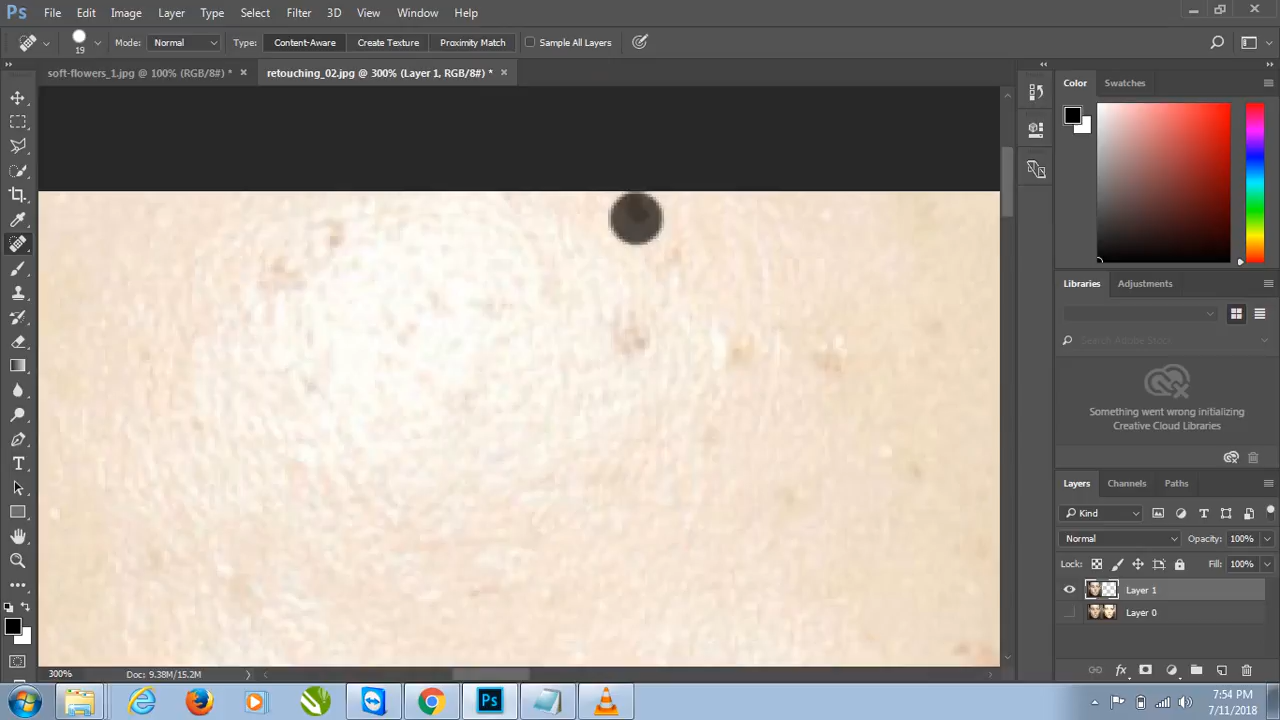 Ps File Edit Image Layer Type Select Filter 3D View Window Help
19 Mode: Normal Type: Content-Aware Create Texture Proximity Match Sample All Layers
soft-flowers_1.jpg @ 100% (RGB/8#) * × retouching_02.jpg @ 300% (Layer 1, RGB/8#) * ×
Color Swatches
Libraries Adjustments
Search Adobe Stock
Something went wrong initializing
Creative Cloud Libraries
Layers Channels Paths
Kind
Normal Opacity: 100%
Lock: Fill: 100%
Layer 1
Layer 0
300% Doc: 9.38M/15.2M
Ps
7:54 PM
7/11/2018